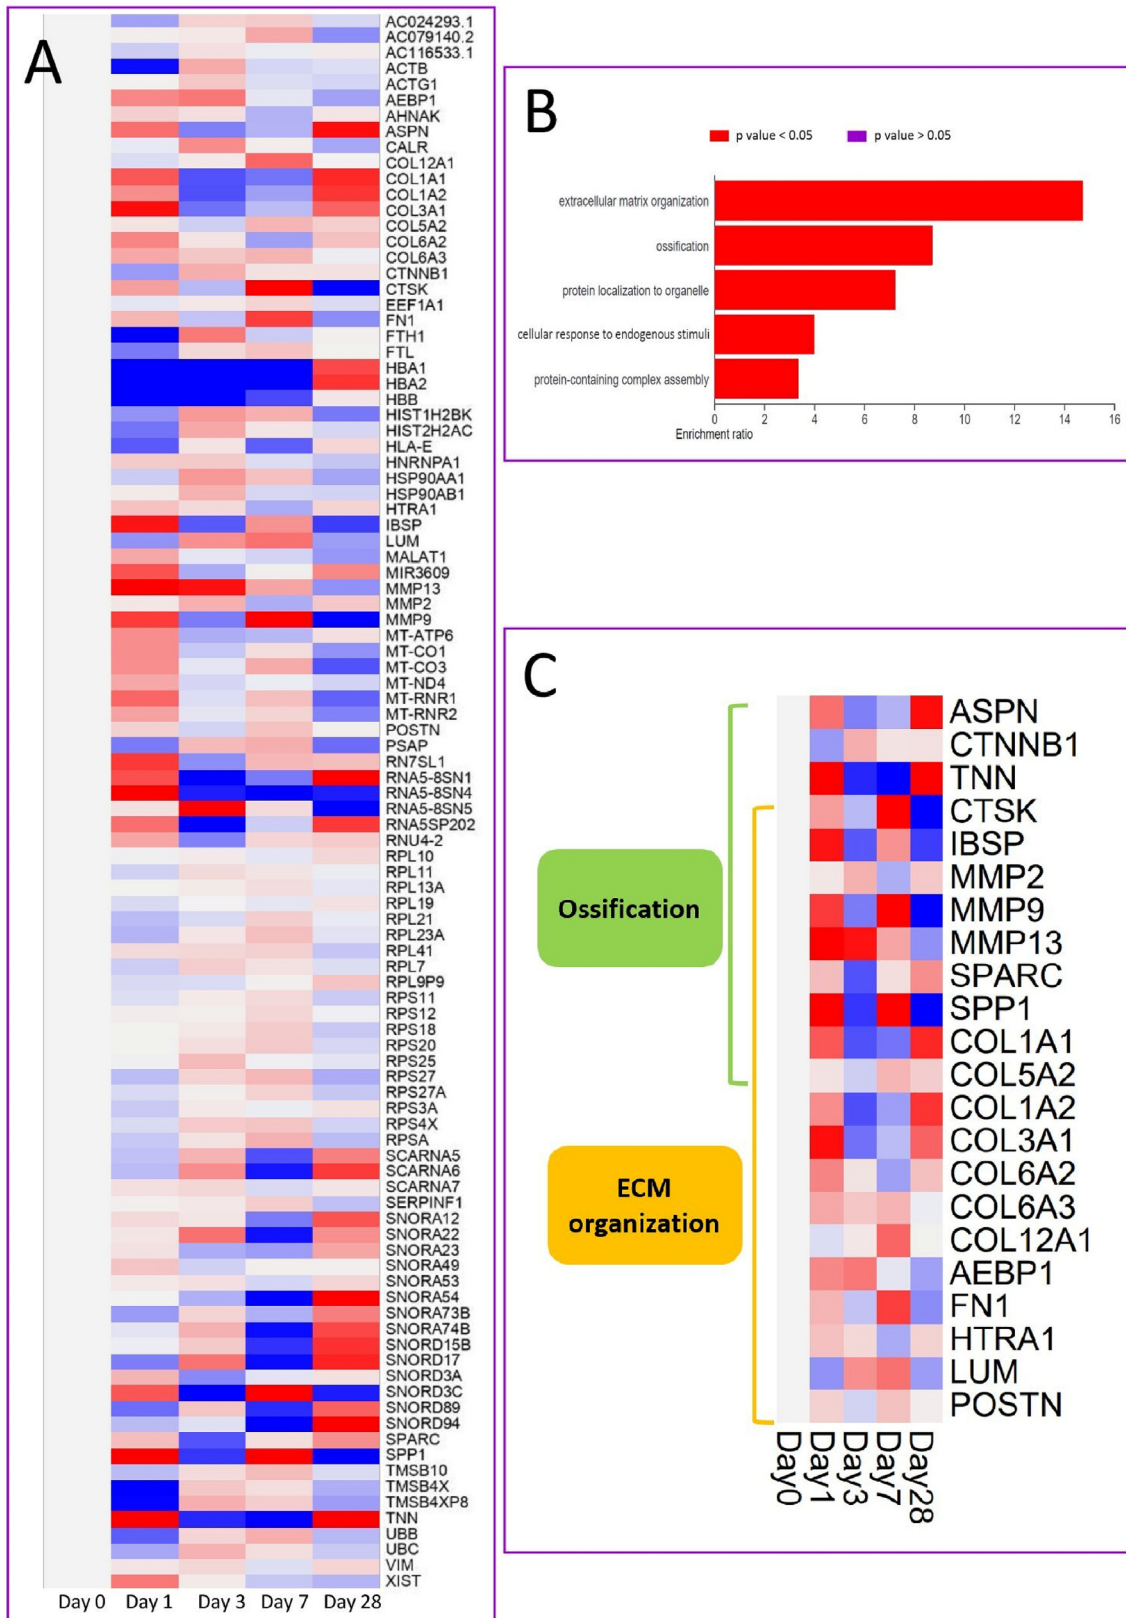 A
AC024293.1
AC079140.2
AC116533.1
ACTB
ACTG1
AEBP1
AHNAK
ASPN
CALR
COL12A1
COL1A1
COL1A2
COL3A1
COL5A2
COL6A2
COL6A3
CTNNB1
CTSK
EEF1A1
FN1
FTH1
FTL
HBA1
HBA2
HBB
HIST1H2BK
HIST2H2AC
HLA-E
HNRNPA1
HSP90AA1
HSP90AB1
HTRA1
IBSP
LUM
MALAT1
MIR3609
MMP13
MMP2
MMP9
MT-ATP6
MT-CO1
MT-CO3
MT-ND4
MT-RNR1
MT-RNR2
POSTN
PSAP
RN7SL1
RNA5-8SN1
RNA5-8SN4
RNA5-8SN5
RNA5SP202
RNU4-2
RPL10
RPL11
RPL13A
RPL19
RPL21
RPL23A
RPL41
RPL7
RPL9P9
RPS11
RPS12
RPS18
RPS20
RPS25
RPS27
RPS27A
RPS3A
RPS4X
RPSA
SCARNA5
SCARNA6
SCARNA7
SERPINF1
SNORA12
SNORA22
SNORA23
SNORA49
SNORA53
SNORA54
SNORA73B
SNORA74B
SNORD15B
SNORD17
SNORD3A
SNORD3C
SNORD89
SNORD94
SPARC
SPP1
TMSB10
TMSB4X
TMSB4XP8
TNN
UBB
UBC
VIM
XIST
Day 0 Day 1 Day 3 Day 7 Day 28
B
p value < 0.05 p value > 0.05
extracellular matrix organization
ossification
protein localization to organelle
cellular response to endogenous stimuli
protein-containing complex assembly
0 2 4 6 8 10 12 14 16
Enrichment ratio
C
Ossification
ECM
organization
ASPN
CTNNB1
TNN
CTSK
IBSP
MMP2
MMP9
MMP13
SPARC
SPP1
COL1A1
COL5A2
COL1A2
COL3A1
COL6A2
COL6A3
COL12A1
AEBP1
FN1
HTRA1
LUM
POSTN
Day0
Day1
Day3
Day7
Day28